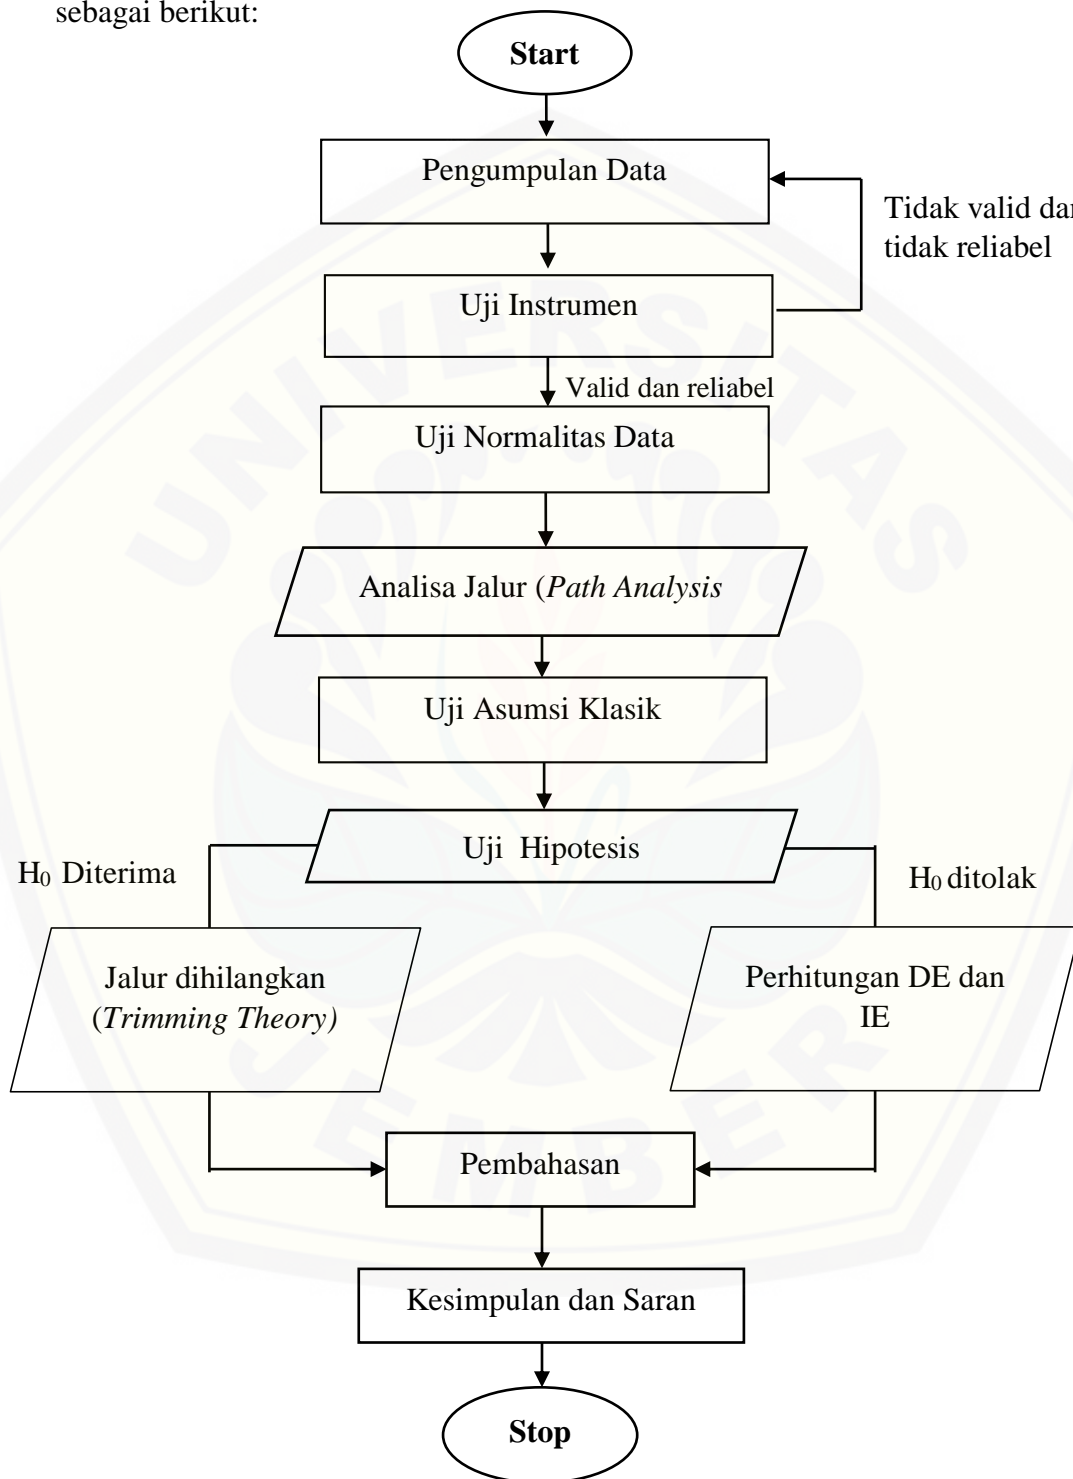 sebagai berikut:
Start
Pengumpulan Data
Tidak valid dan
tidak reliabel
Uji Instrumen
Valid dan reliabel
Uji Normalitas Data
Analisa Jalur (Path Analysis
Uji Asumsi Klasik
Uji Hipotesis
H₀ Diterima
H₀ ditolak
Jalur dihilangkan
(Trimming Theory)
Perhitungan DE dan
IE
Pembahasan
Kesimpulan dan Saran
Stop
UNIVERSITAS
JEMBER